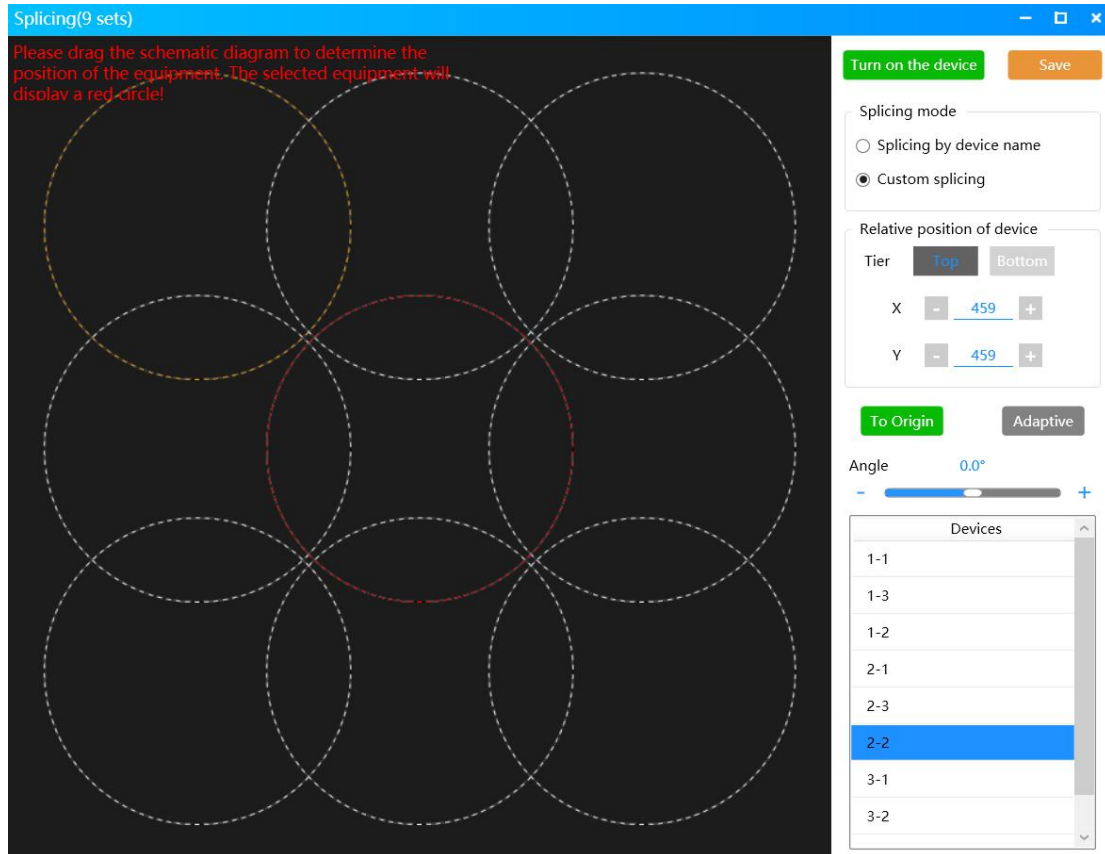 Splicing(9 sets)
Please drag the schematic diagram to determine the
position of the equipment. The selected equipment will
display a red circle!
Turn on the device
Save
Splicing mode
Splicing by device name
Custom splicing
Relative position of device
Tier Top Bottom
X - 459 +
Y - 459 +
To Origin
Adaptive
Angle 0.0°
- +
Devices
1-1
1-3
1-2
2-1
2-3
2-2
3-1
3-2